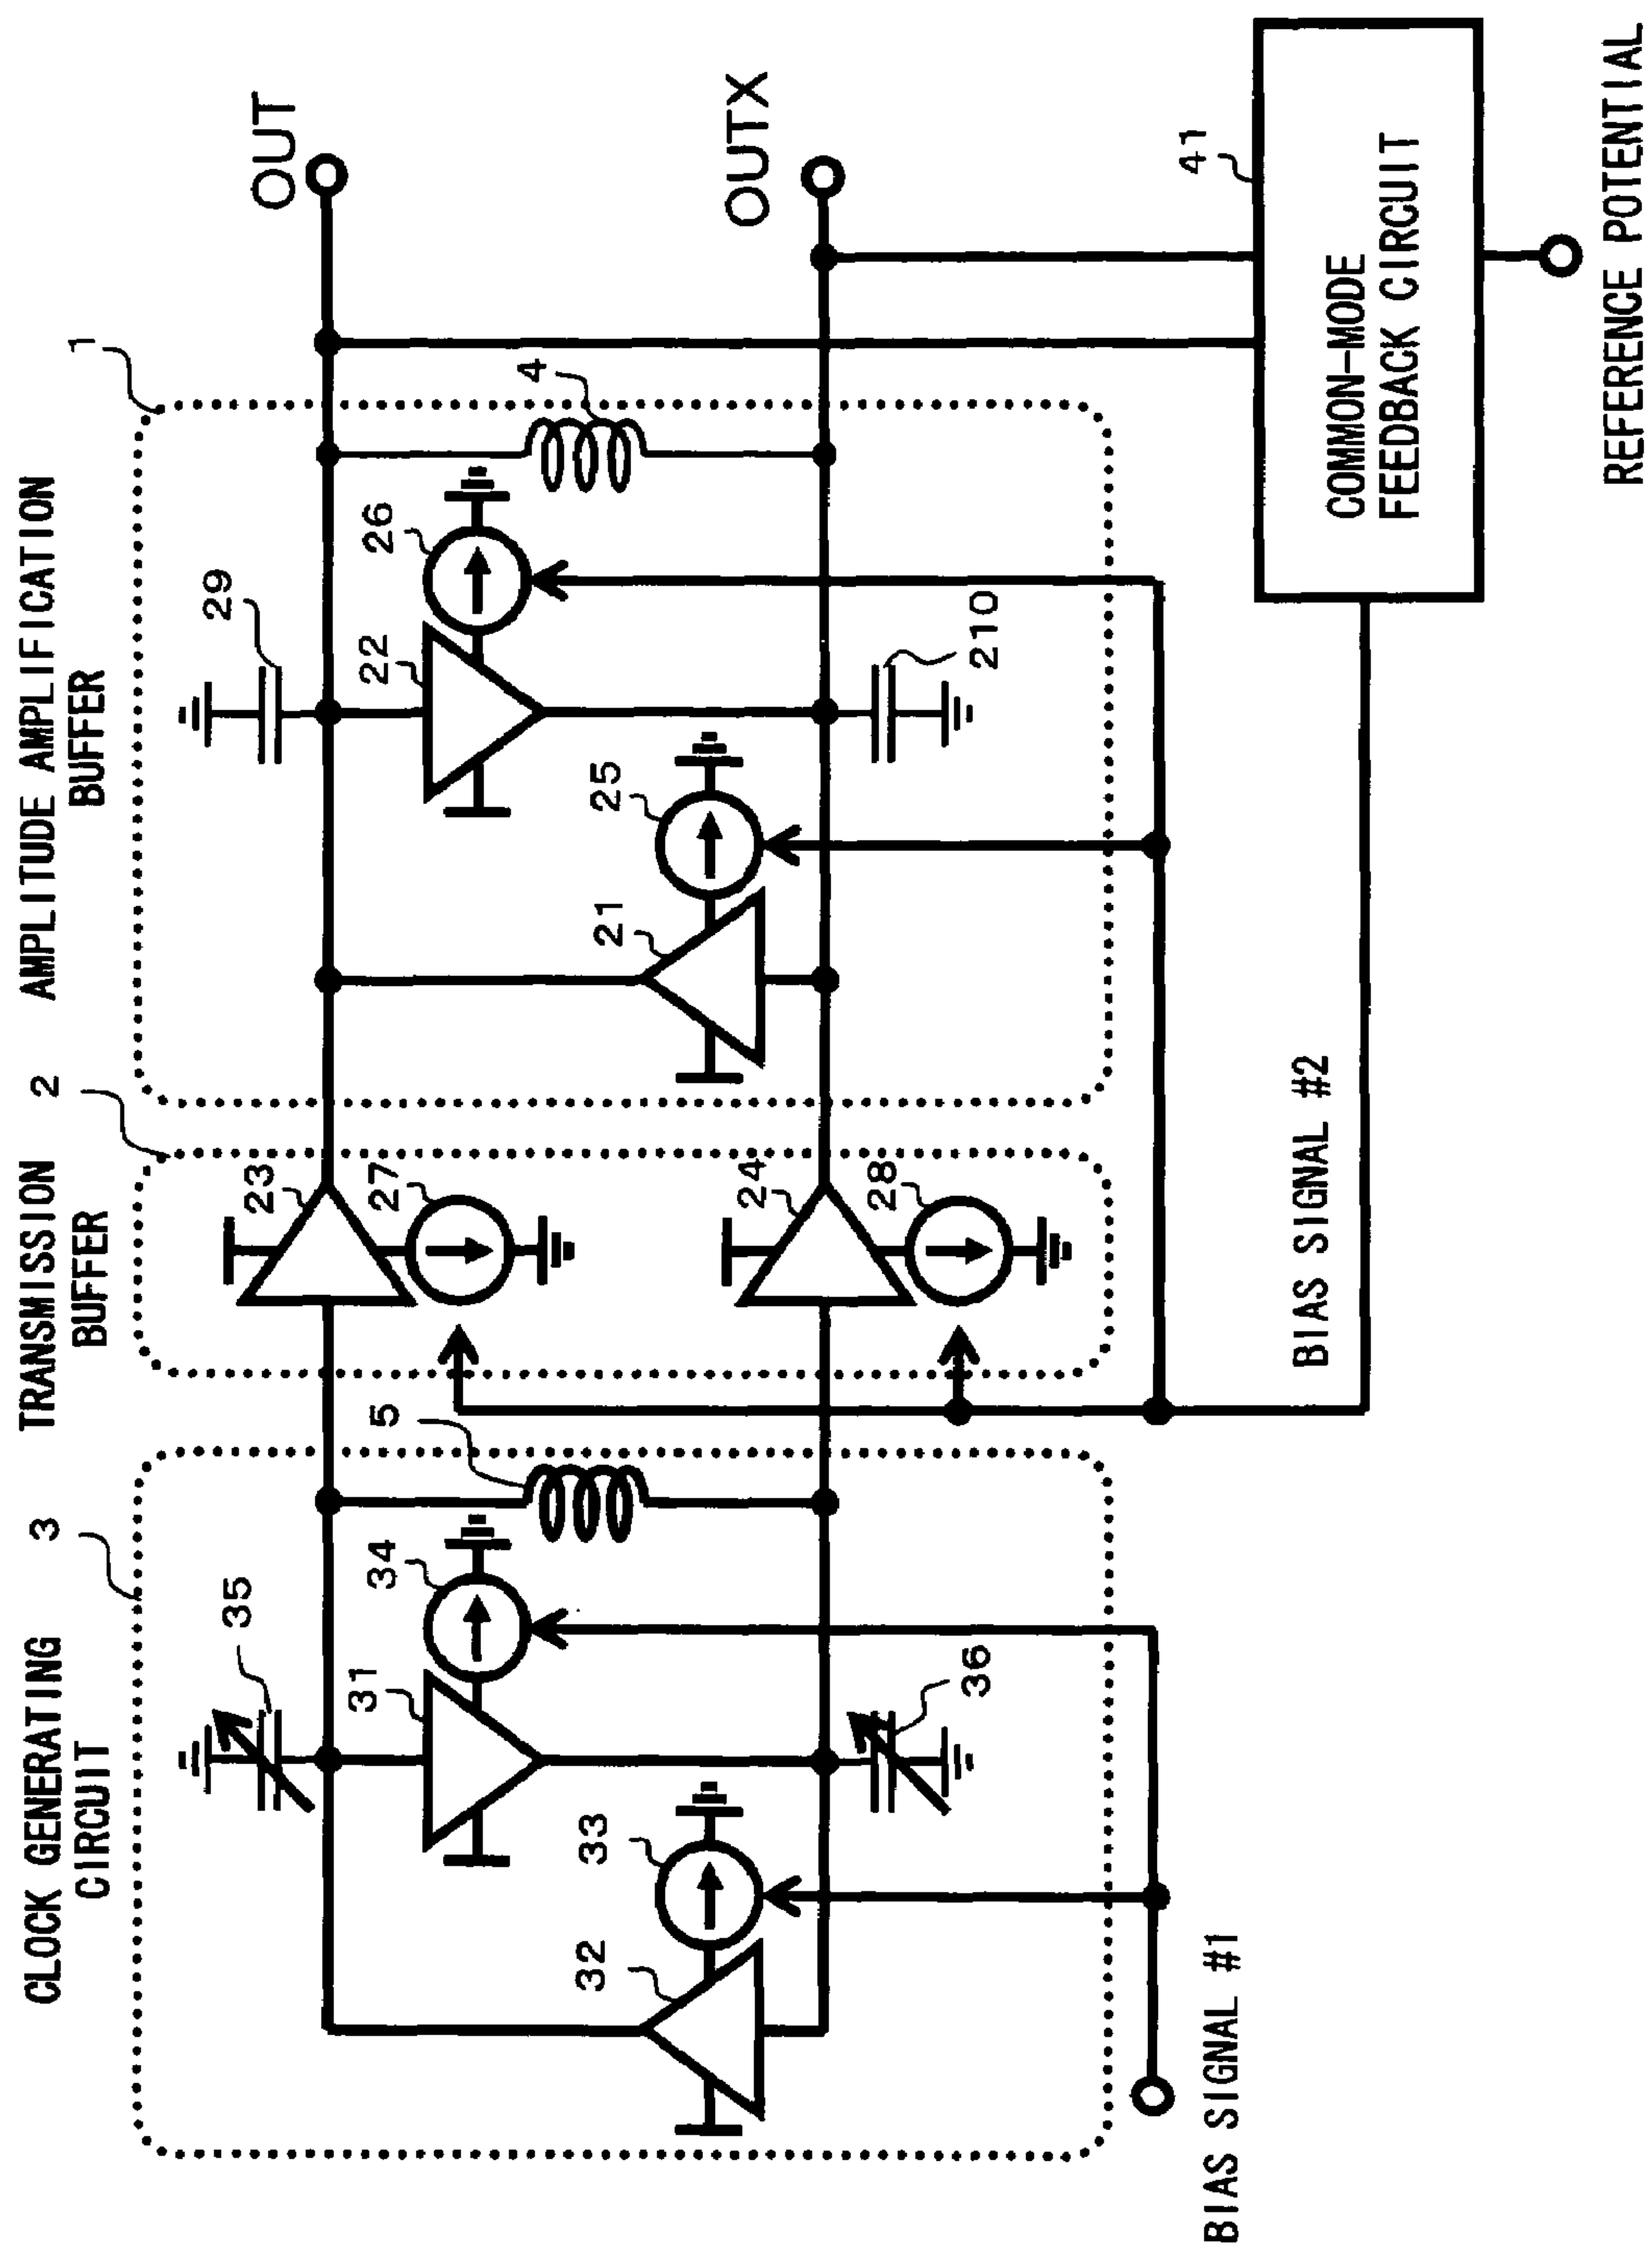 CLOCK GENERATING
CIRCUIT
3
TRANSMISSION
BUFFER
2
AMPLITUDE AMPLIFICATION
BUFFER
1
35
31
34
5
32
33
36
23
27
24
28
29
22
26
4
21
25
210
OUT
OUTX
41
COMMON-MODE
FEEDBACK CIRCUIT
REFERENCE POTENTIAL
BIAS SIGNAL #1
BIAS SIGNAL #2